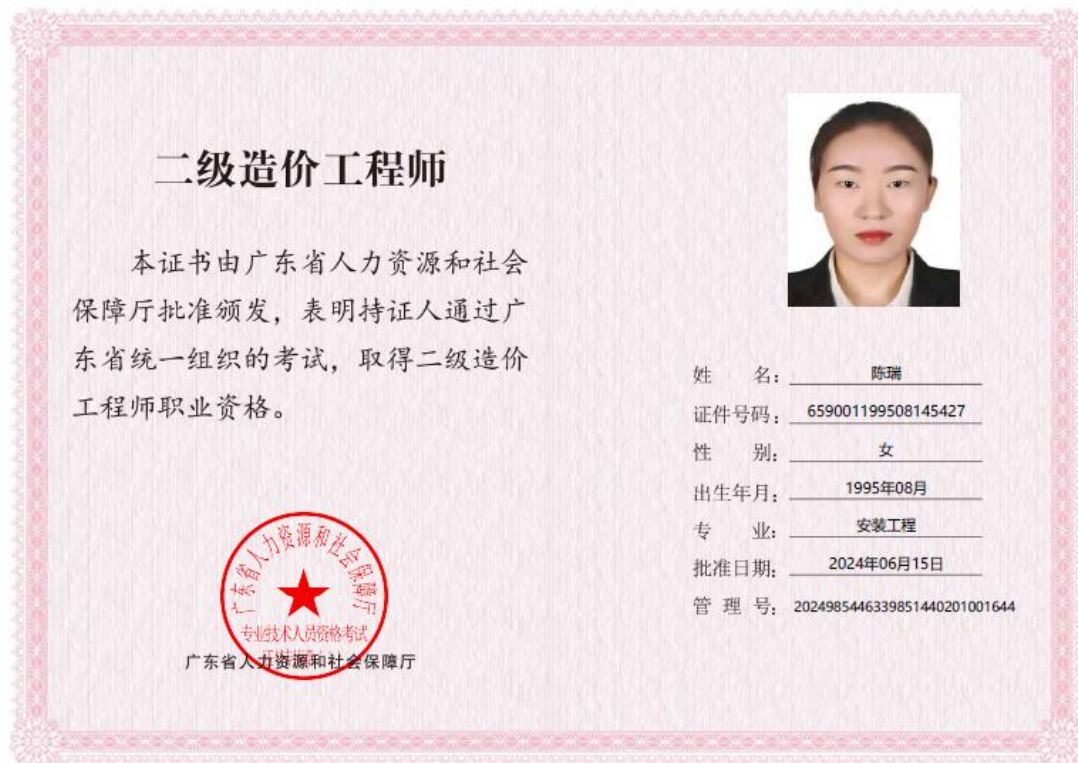 二级造价工程师
本证书由广东省人力资源和社会
保障厅批准颁发，表明持证人通过广
东省统一组织的考试，取得二级造价
工程师职业资格。
姓 名：陈瑞
证件号码：659001199508145427
性 别：女
出生年月：1995年08月
专 业：安装工程
批准日期：2024年06月15日
管 理 号：20249854463398514402​01001644
广东省人力资源和社会保障厅
专业技术人员资格考试
广东省人力资源和社会保障厅